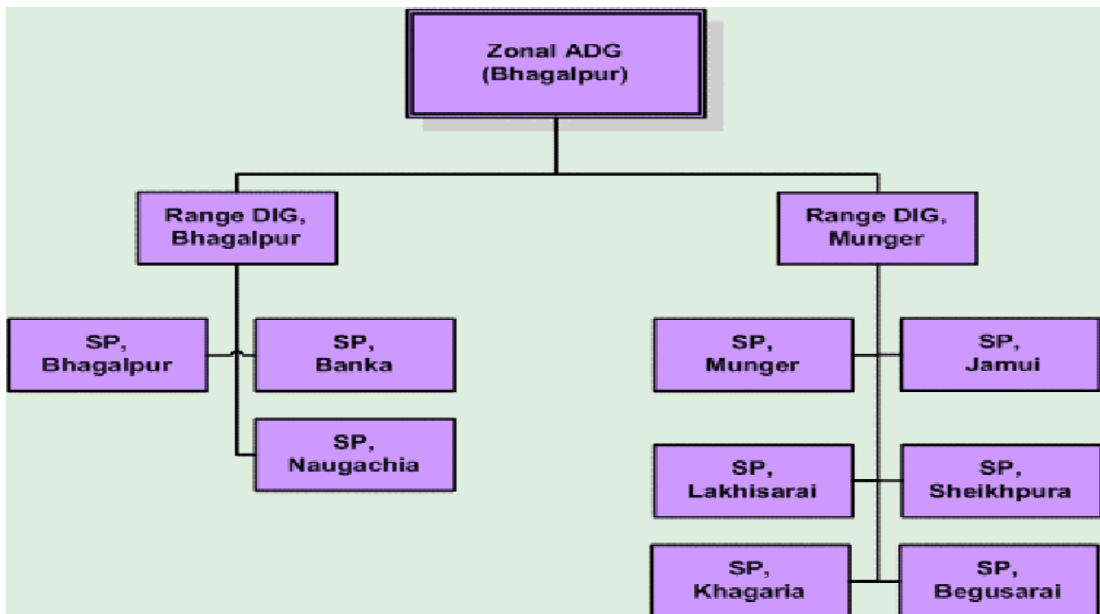 Zonal ADG
(Bhagalpur)
Range DIG,
Bhagalpur
Range DIG,
Munger
SP,
Bhagalpur
SP,
Banka
SP,
Munger
SP,
Jamui
SP,
Naugachia
SP,
Lakhisarai
SP,
Sheikhpura
SP,
Khagaria
SP,
Begusarai